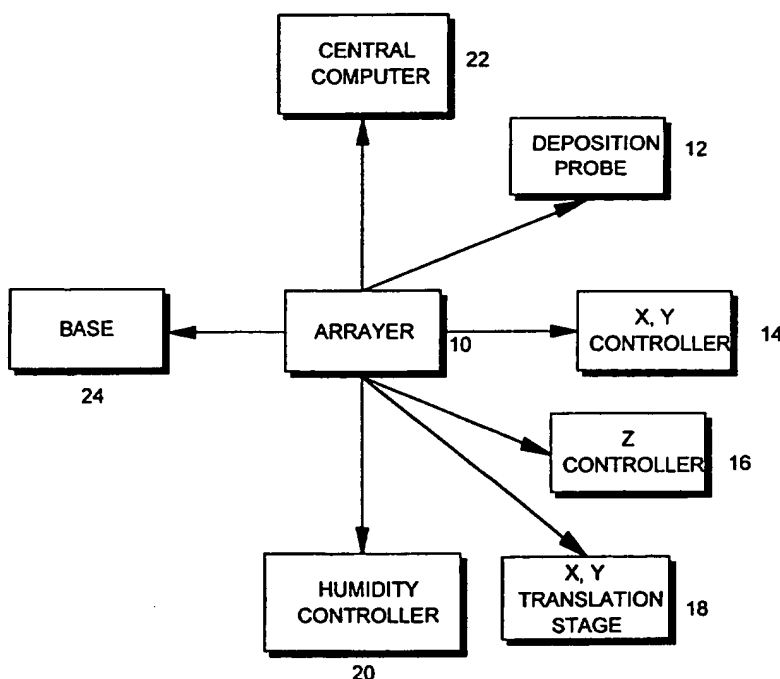 CENTRAL
COMPUTER
22
DEPOSITION
PROBE
12
BASE
24
ARRAYER
10
X, Y
CONTROLLER
14
Z
CONTROLLER
16
HUMIDITY
CONTROLLER
20
X, Y
TRANSLATION
STAGE
18